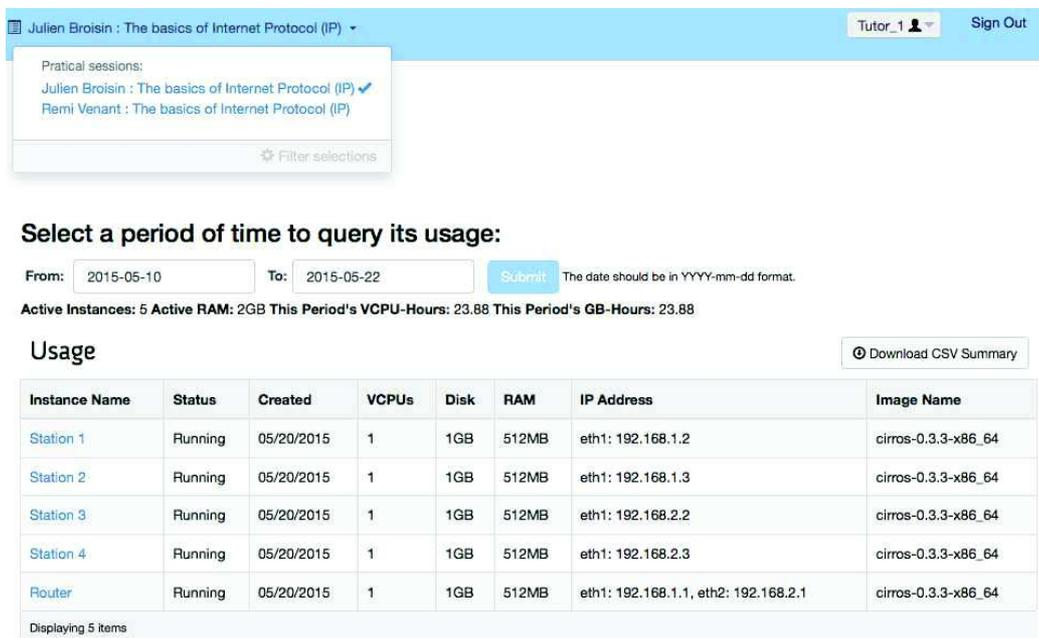 Julien Broisin : The basics of Internet Protocol (IP)
Tutor_1
Sign Out
Pratical sessions:
Julien Broisin : The basics of Internet Protocol (IP)
Remi Venant : The basics of Internet Protocol (IP)
Filter selections
Select a period of time to query its usage:
From: 2015-05-10 To: 2015-05-22 Submit The date should be in YYYY-mm-dd format.
Active Instances: 5 Active RAM: 2GB This Period's VCPU-Hours: 23.88 This Period's GB-Hours: 23.88
Usage
Download CSV Summary
Instance Name Status Created VCPUs Disk RAM IP Address Image Name
Station 1 Running 05/20/2015 1 1GB 512MB eth1: 192.168.1.2 cirros-0.3.3-x86_64
Station 2 Running 05/20/2015 1 1GB 512MB eth1: 192.168.1.3 cirros-0.3.3-x86_64
Station 3 Running 05/20/2015 1 1GB 512MB eth1: 192.168.2.2 cirros-0.3.3-x86_64
Station 4 Running 05/20/2015 1 1GB 512MB eth1: 192.168.2.3 cirros-0.3.3-x86_64
Router Running 05/20/2015 1 1GB 512MB eth1: 192.168.1.1, eth2: 192.168.2.1 cirros-0.3.3-x86_64
Displaying 5 items